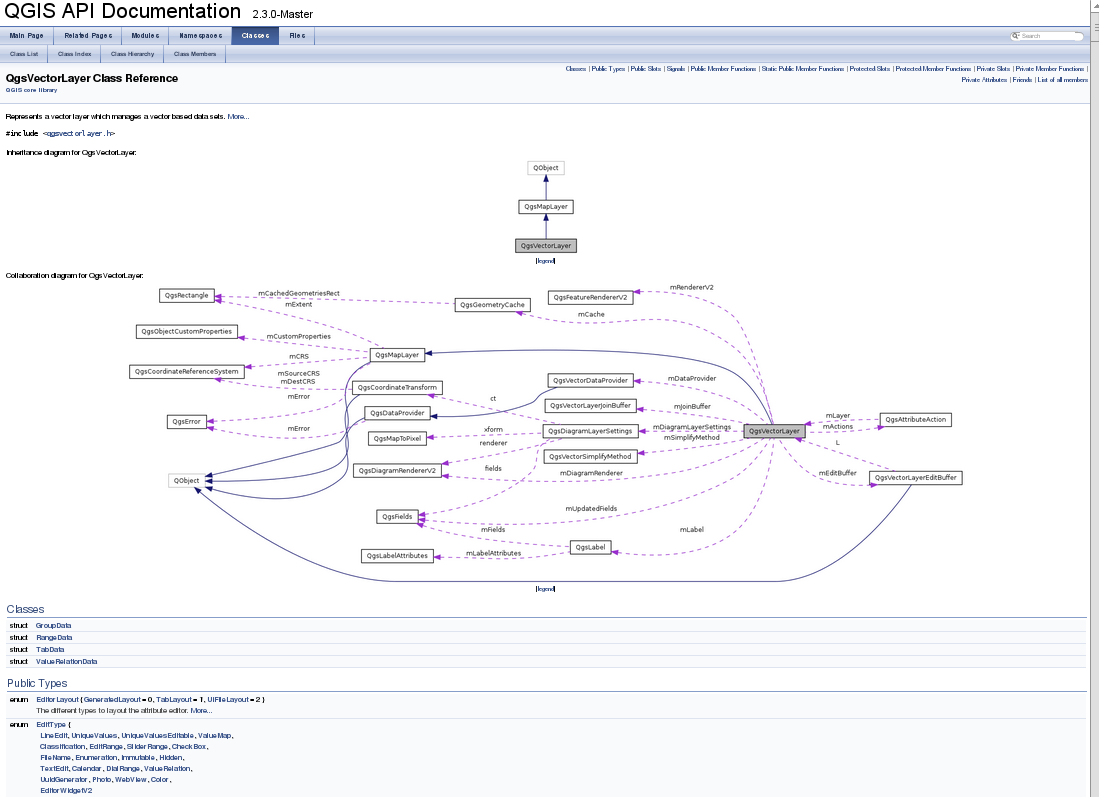 QGIS API Documentation 2.3.0-Master
Main Page Related Pages Modules Namespaces Classes Files Search
Class List Class Index Class Hierarchy Class Members
Classes | Public Types | Public Slots | Signals | Public Member Functions | Static Public Member Functions | Protected Slots | Protected Member Functions | Private Slots | Private Member Functions |
Private Attributes | Friends | List of all members
QgsVectorLayer Class Reference
QGIS core library
Represents a vector layer which manages a vector based data sets. More...
#include <qgsvectorlayer.h>
Inheritance diagram for QgsVectorLayer:
QObject
QgsMapLayer
QgsVectorLayer
[legend]
Collaboration diagram for QgsVectorLayer:
QgsRectangle
mCachedGeometriesRect
mExtent
QgsGeometryCache
QgsFeatureRendererV2
mRendererV2
mCache
QgsObjectCustomProperties
mCustomProperties
QgsMapLayer
mCRS
QgsCoordinateReferenceSystem
mSourceCRS
mDestCRS
QgsCoordinateTransform
QgsVectorDataProvider
mDataProvider
mError
ct
QgsVectorLayerJoinBuffer
mJoinBuffer
QgsError
QgsDataProvider
mError
xform
QgsDiagramLayerSettings
mDiagramLayerSettings
QgsVectorLayer
mLayer
mActions
QgsAttributeAction
QgsMapToPixel
renderer
mSimplifyMethod
L
QgsVectorSimplifyMethod
QgsDiagramRendererV2
fields
mDiagramRenderer
mEditBuffer
QgsVectorLayerEditBuffer
QObject
QgsFields
mUpdatedFields
mFields
mLabel
QgsLabel
QgsLabelAttributes
mLabelAttributes
[legend]
Classes
struct GroupData
struct RangeData
struct TabData
struct ValueRelationData
Public Types
enum EditorLayout { GeneratedLayout = 0, TabLayout = 1, UiFileLayout = 2 }
The different types to layout the attribute editor. More...
enum EditType {
LineEdit, UniqueValues, UniqueValuesEditable, ValueMap,
Classification, EditRange, SliderRange, CheckBox,
FileName, Enumeration, Immutable, Hidden,
TextEdit, Calendar, DialRange, ValueRelation,
UuidGenerator, Photo, WebView, Color,
EditorWidgetV2